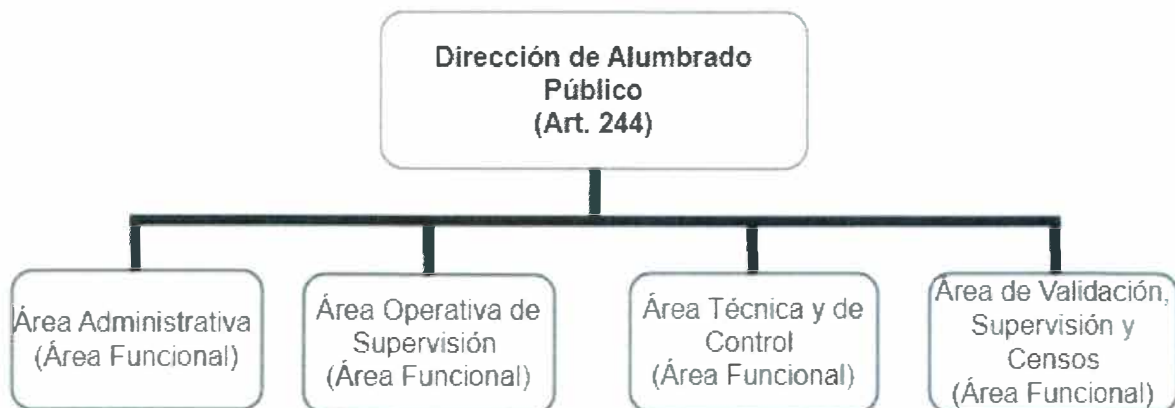 Dirección de Alumbrado
Público
(Art. 244)
Área Administrativa
(Área Funcional)
Área Operativa de
Supervisión
(Área Funcional)
Área Técnica y de
Control
(Área Funcional)
Área de Validación,
Supervisión y
Censos
(Área Funcional)